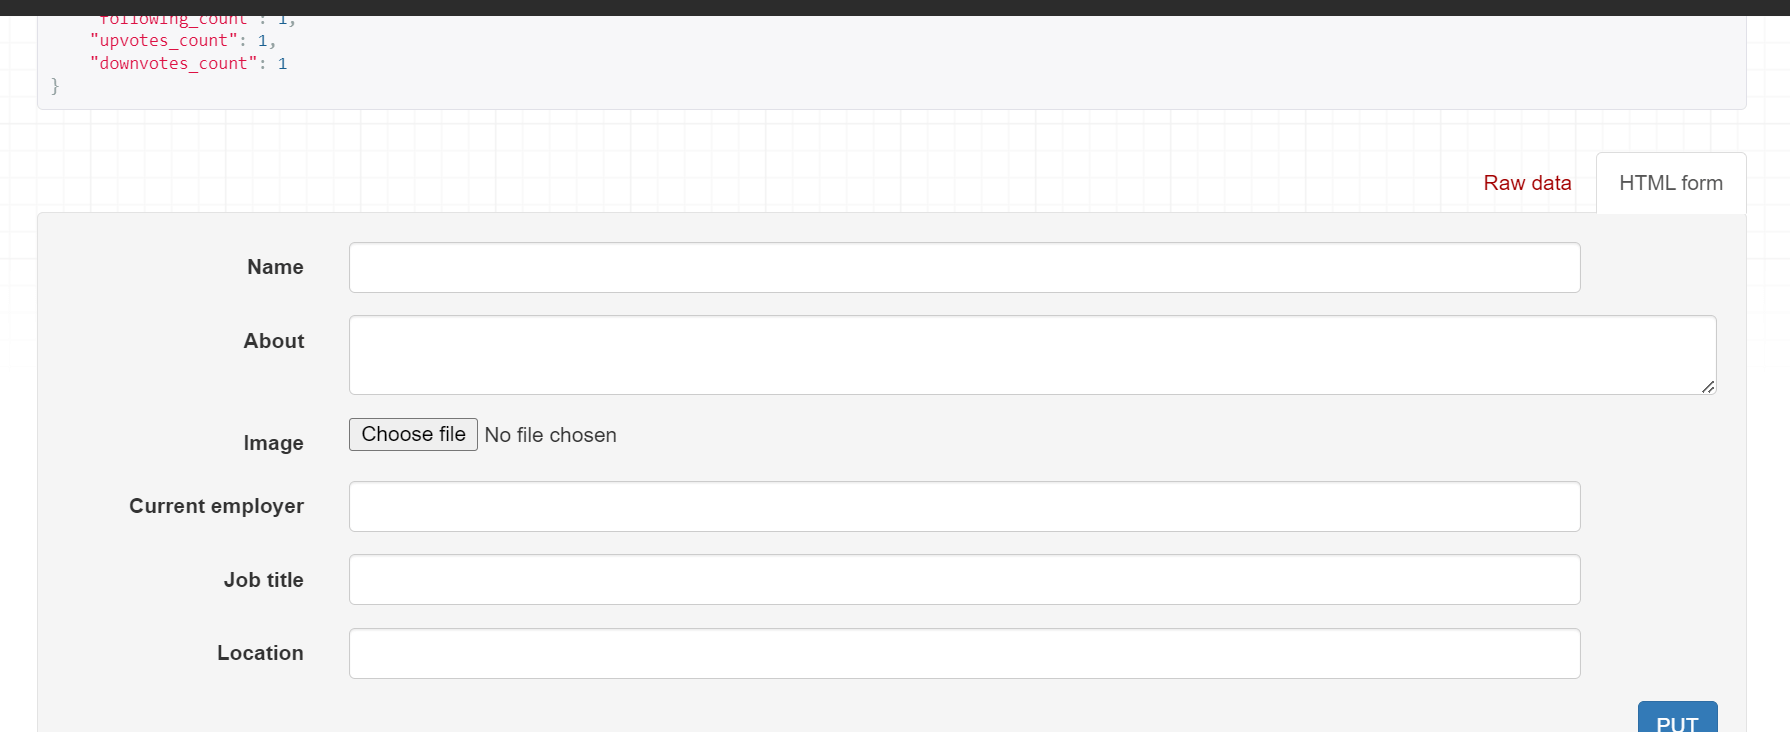 "following_count": 1,
"upvotes_count": 1,
"downvotes_count": 1
}
Raw data
HTML form
Name
About
Image
Choose file No file chosen
Current employer
Job title
Location
PUT